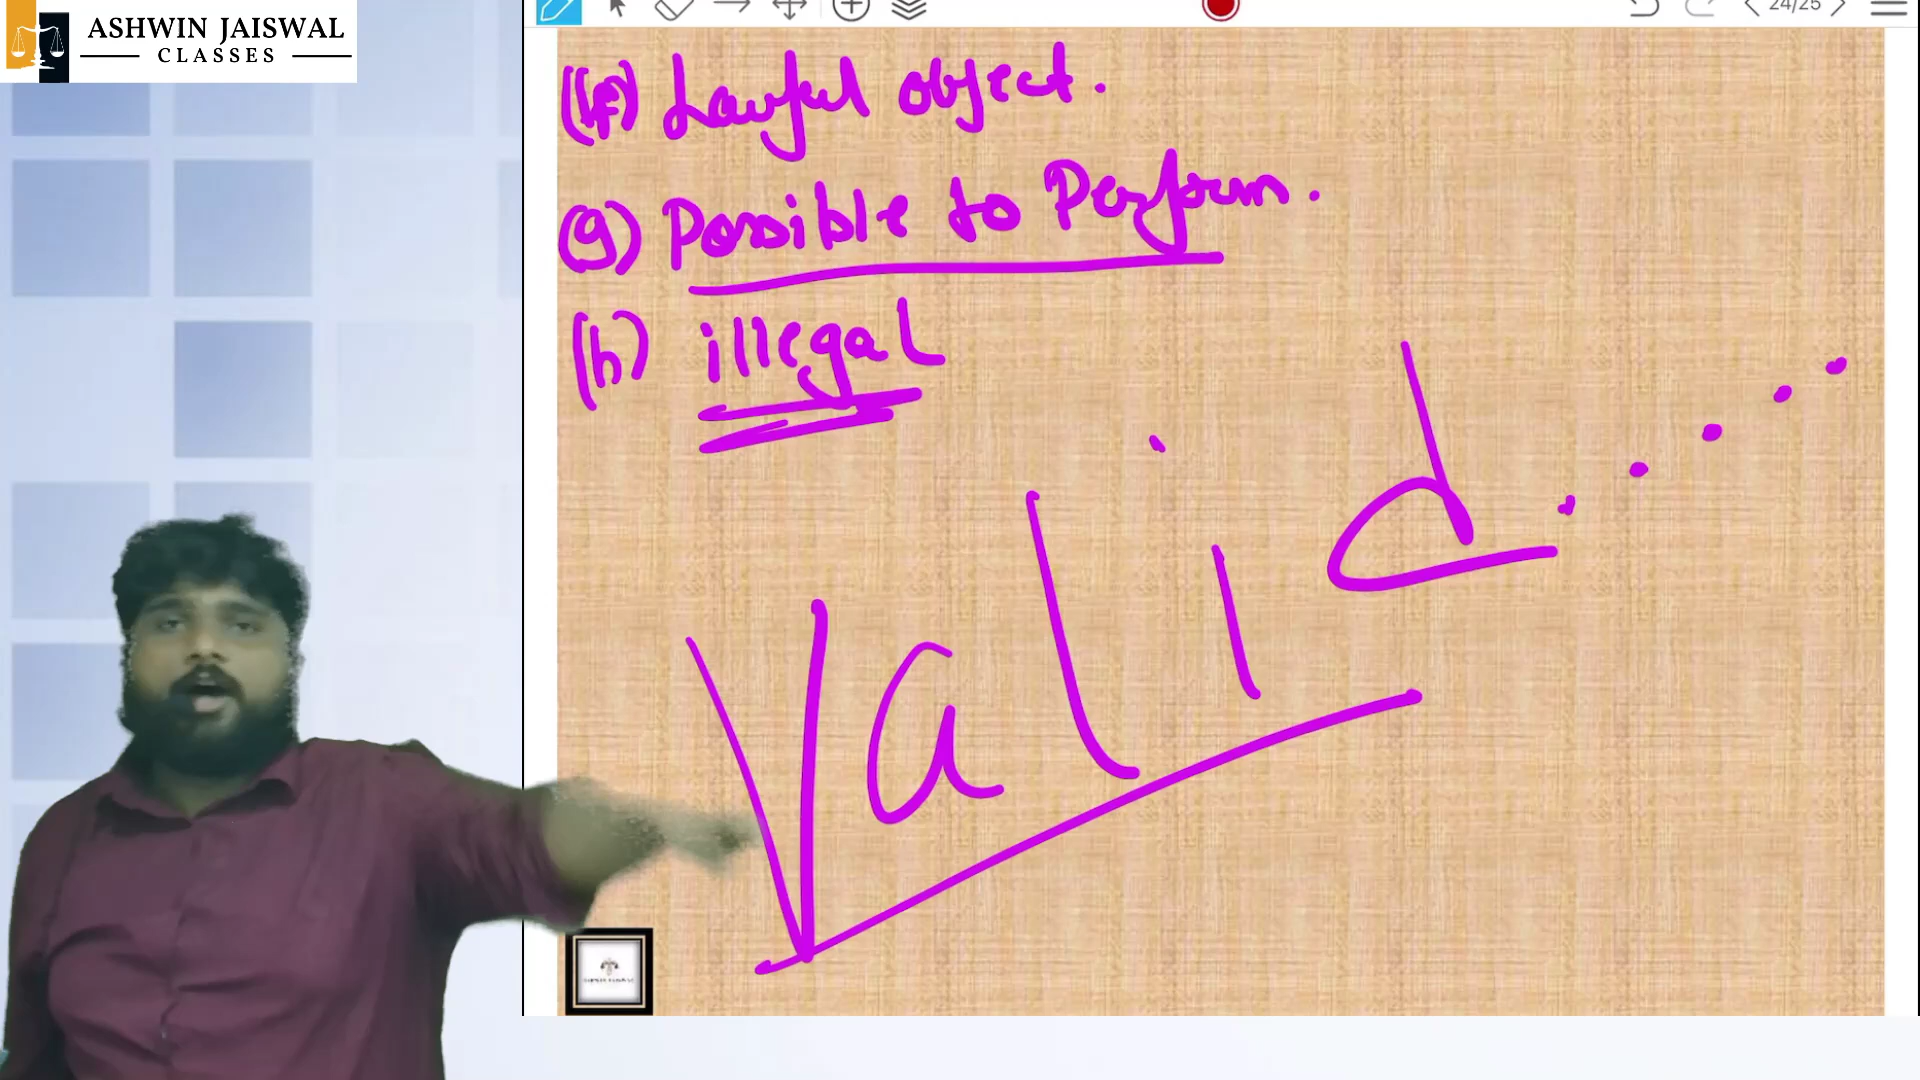 ASHWIN JAISWAL
CLASSES
24/25
(f) Lawful object.
(g) Possible to Perform.
(h) illegal
Valid.....